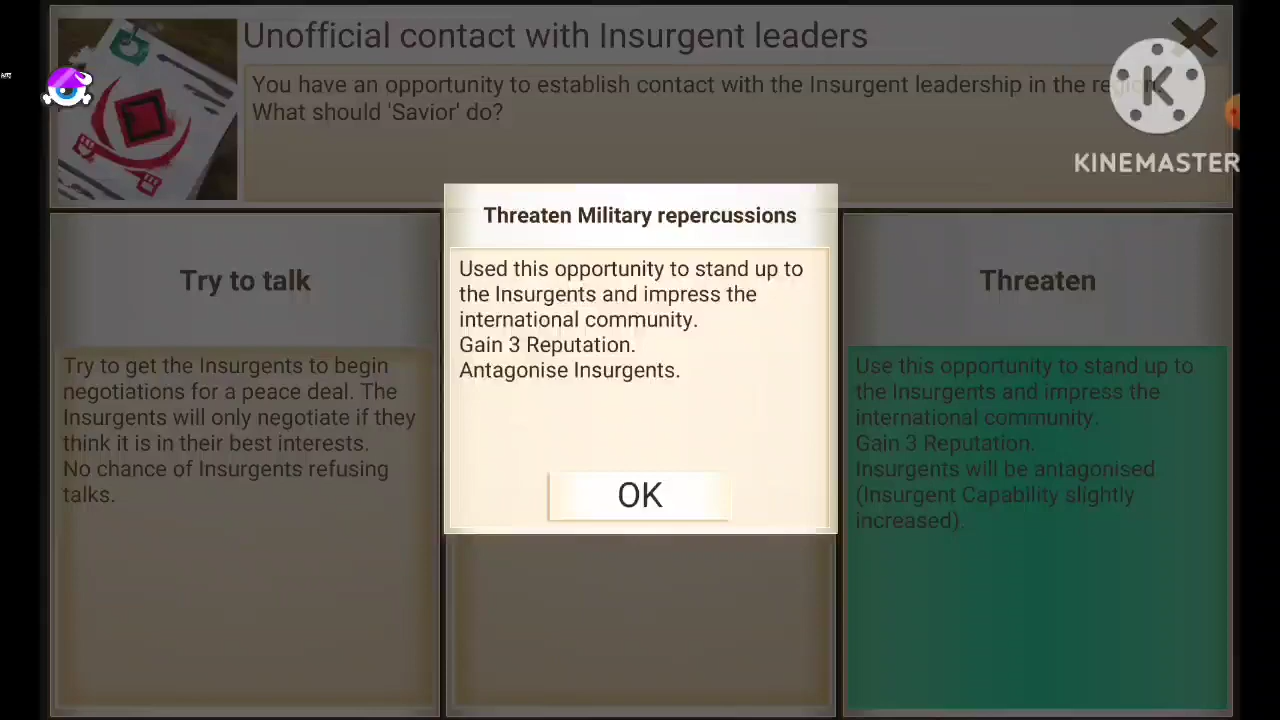 Unofficial contact with Insurgent leaders
You have an opportunity to establish contact with the Insurgent leadership in the region.
What should 'Savior' do?
K
KINEMASTER
Threaten Military repercussions
Used this opportunity to stand up to
the Insurgents and impress the
international community.
Gain 3 Reputation.
Antagonise Insurgents.
OK
Try to talk
Try to get the Insurgents to begin
negotiations for a peace deal. The
Insurgents will only negotiate if they
think it is in their best interests.
No chance of Insurgents refusing
talks.
Threaten
Use this opportunity to stand up to
the Insurgents and impress the
international community.
Gain 3 Reputation.
Insurgents will be antagonised
(Insurgent Capability slightly
increased).